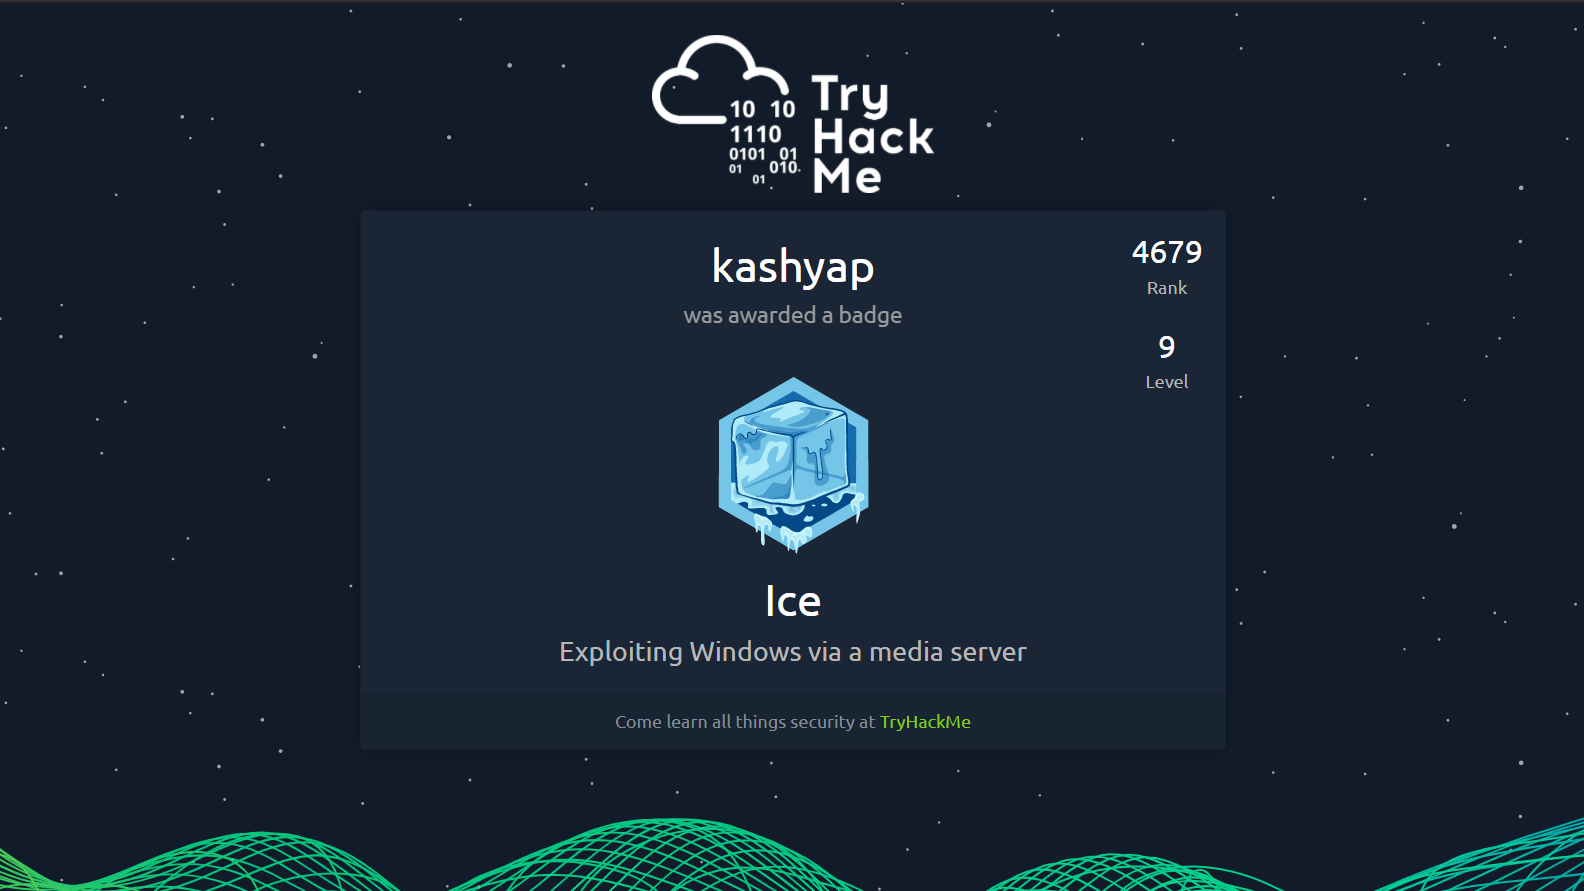 10 10
1110
0101 01
01 010
01
Try
Hack
Me
kashyap
was awarded a badge
4679
Rank
9
Level
Ice
Exploiting Windows via a media server
Come learn all things security at TryHackMe